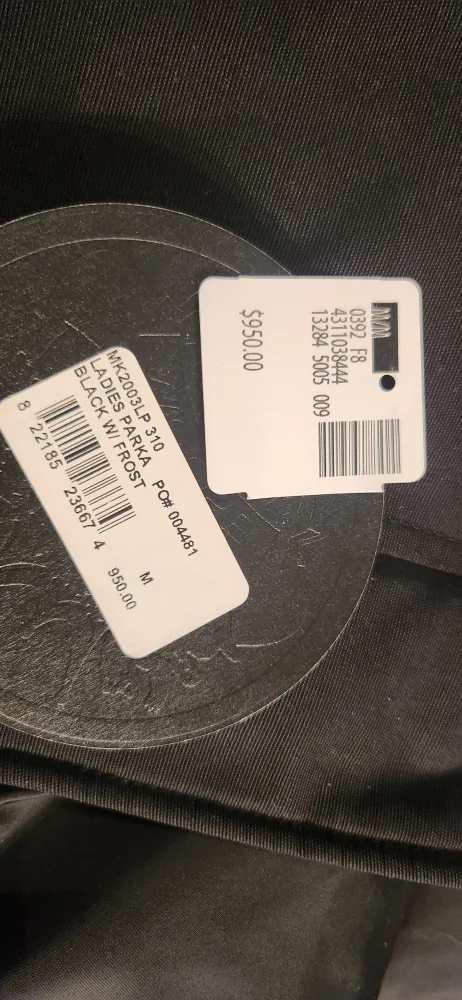 0392 F8
4311038444
13284 5005 009
$950.00
MK2003LP 310
LADIES PARKA PO# 004481
BLACK W/ FROST
8 22185 23667 4
M
950.00